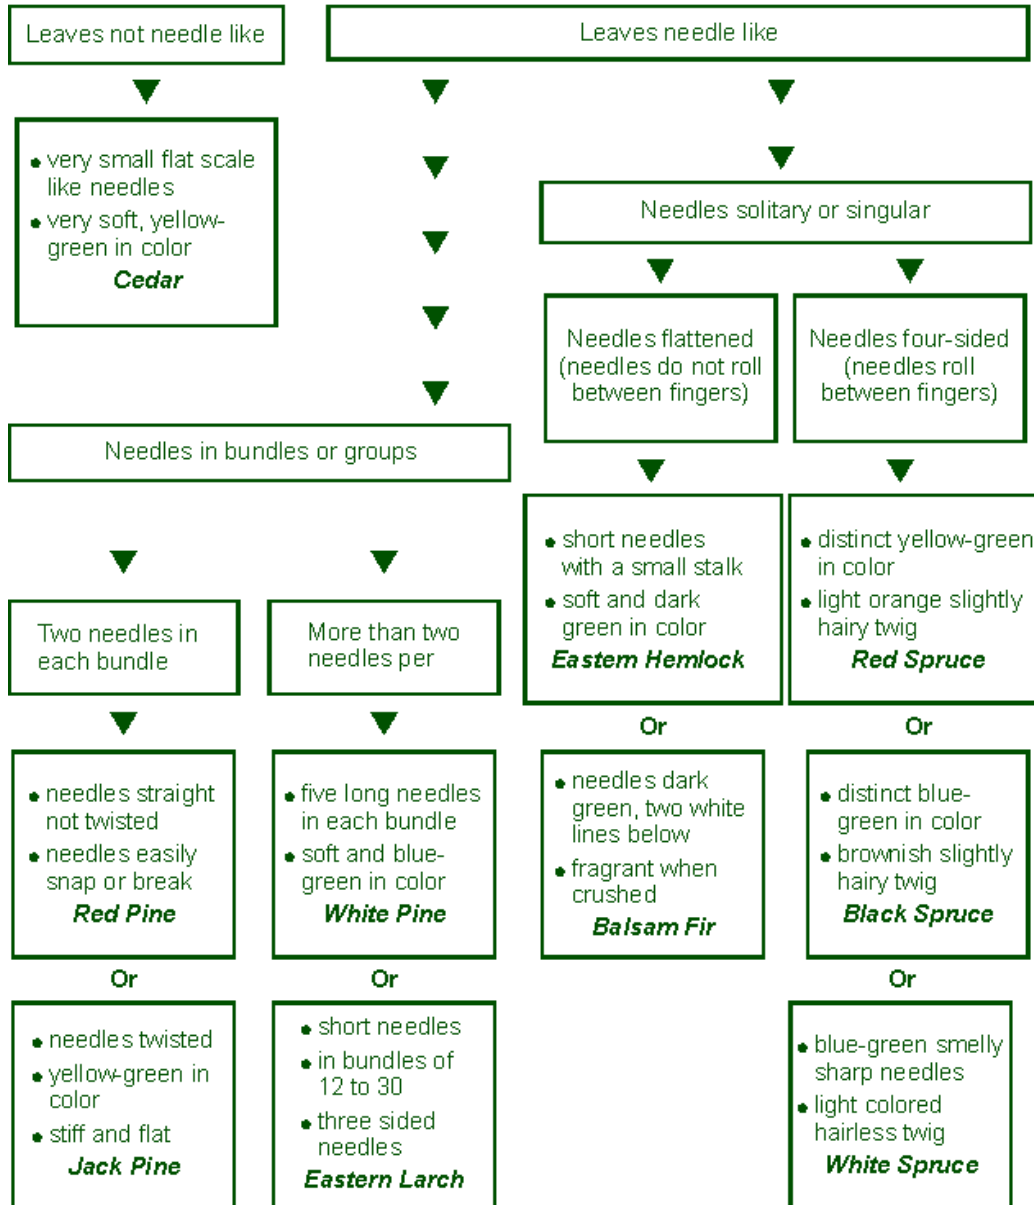 Leaves not needle like
Leaves needle like
• very small flat scale
like needles
• very soft, yellow-
green in color
Cedar
Needles solitary or singular
Needles flattened
(needles do not roll
between fingers)
Needles four-sided
(needles roll
between fingers)
Needles in bundles or groups
• short needles
with a small stalk
• soft and dark
green in color
Eastern Hemlock
• distinct yellow-green
in color
• light orange slightly
hairy twig
Red Spruce
Two needles in
each bundle
More than two
needles per
Or
Or
• needles straight
not twisted
• needles easily
snap or break
Red Pine
• five long needles
in each bundle
• soft and blue-
green in color
White Pine
• needles dark
green, two white
lines below
• fragrant when
crushed
Balsam Fir
• distinct blue-
green in color
• brownish slightly
hairy twig
Black Spruce
Or
Or
Or
• needles twisted
• yellow-green in
color
• stiff and flat
Jack Pine
• short needles
• in bundles of
12 to 30
• three sided
needles
Eastern Larch
• blue-green smelly
sharp needles
• light colored
hairless twig
White Spruce